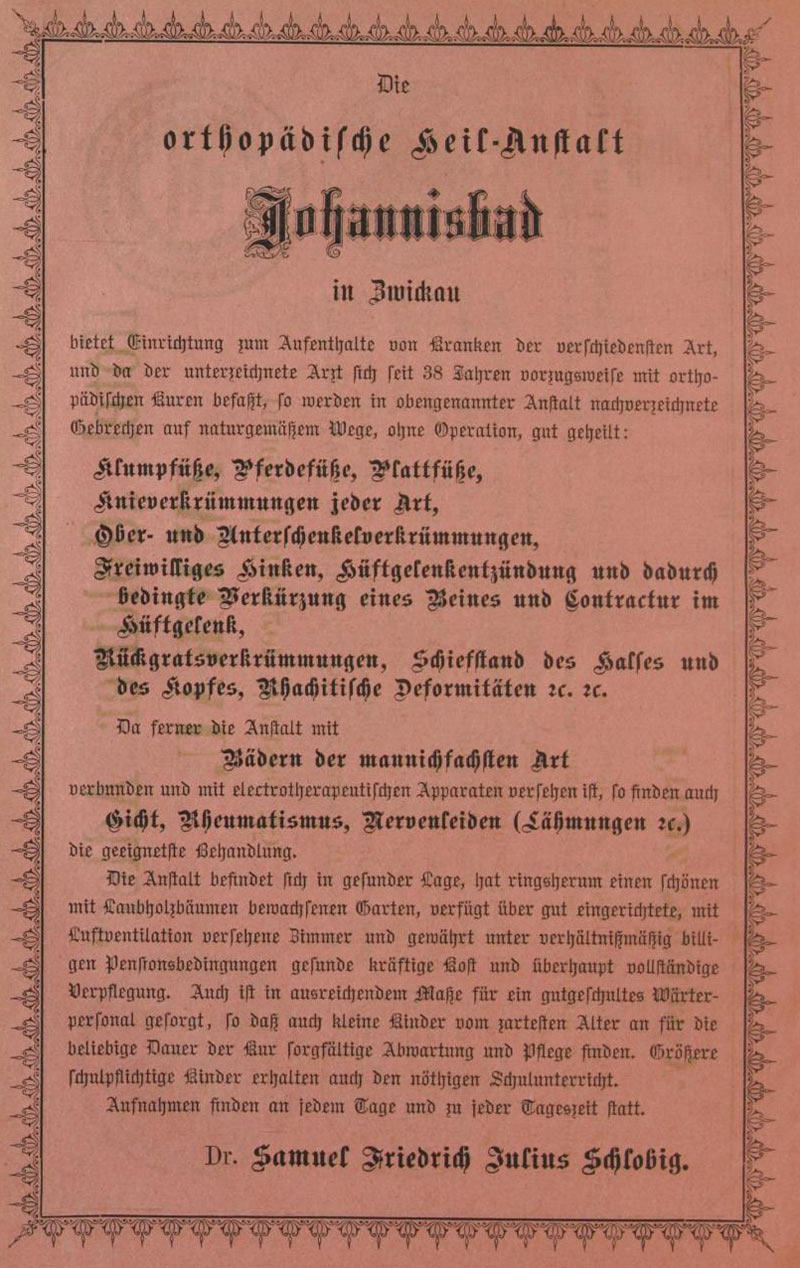 Die
orthopädiſche Heil-Anſtalt
Johannisbad
in Zwickau
bietet Einrichtung zum Aufenthalte von Kranken der verſchiedenſten Art,
und da der unterzeichnete Arzt ſich ſeit 38 Jahren vorzugsweiſe mit ortho-
pädiſchen Kuren befaßt, ſo werden in obengenannter Anſtalt nachverzeichnete
Gebrechen auf naturgemäßem Wege, ohne Operation, gut geheilt:
Klumpfüße, Pferdefüße, Plattfüße,
Knieverkrümmungen jeder Art,
Ober- und Unterſchenkelverkrümmungen,
Freiwilliges Hinken, Hüftgelenkentzündung und dadurch
bedingte Verkürzung eines Beines und Contractur im
Hüftgelenk,
Rückgratsverkrümmungen, Schiefſtand des Halſes und
des Kopfes, Rhachitiſche Deformitäten ꝛc. ꝛc.
Da ferner die Anſtalt mit
Bädern der mannichfachſten Art
verbunden und mit electrotherapeutiſchen Apparaten verſehen iſt, ſo finden auch
Gicht, Rheumatismus, Nervenleiden (Lähmungen ꝛc.)
die geeignetſte Behandlung.
Die Anſtalt befindet ſich in geſunder Lage, hat ringsherum einen ſchönen
mit Laubholzbäumen bewachſenen Garten, verfügt über gut eingerichtete, mit
Luftventilation verſehene Zimmer und gewährt unter verhältnißmäßig billi-
gen Penſionsbedingungen geſunde kräftige Koſt und überhaupt vollſtändige
Verpflegung. Auch iſt in ausreichendem Maße für ein gutgeſchultes Wärter-
perſonal geſorgt, ſo daß auch kleine Kinder vom zarteſten Alter an für die
beliebige Dauer der Kur ſorgfältige Abwartung und Pflege finden. Größere
ſchulpflichtige Kinder erhalten auch den nöthigen Schulunterricht.
Aufnahmen finden an jedem Tage und zu jeder Tageszeit ſtatt.
Dr. Samuel Friedrich Julius Schlobig.